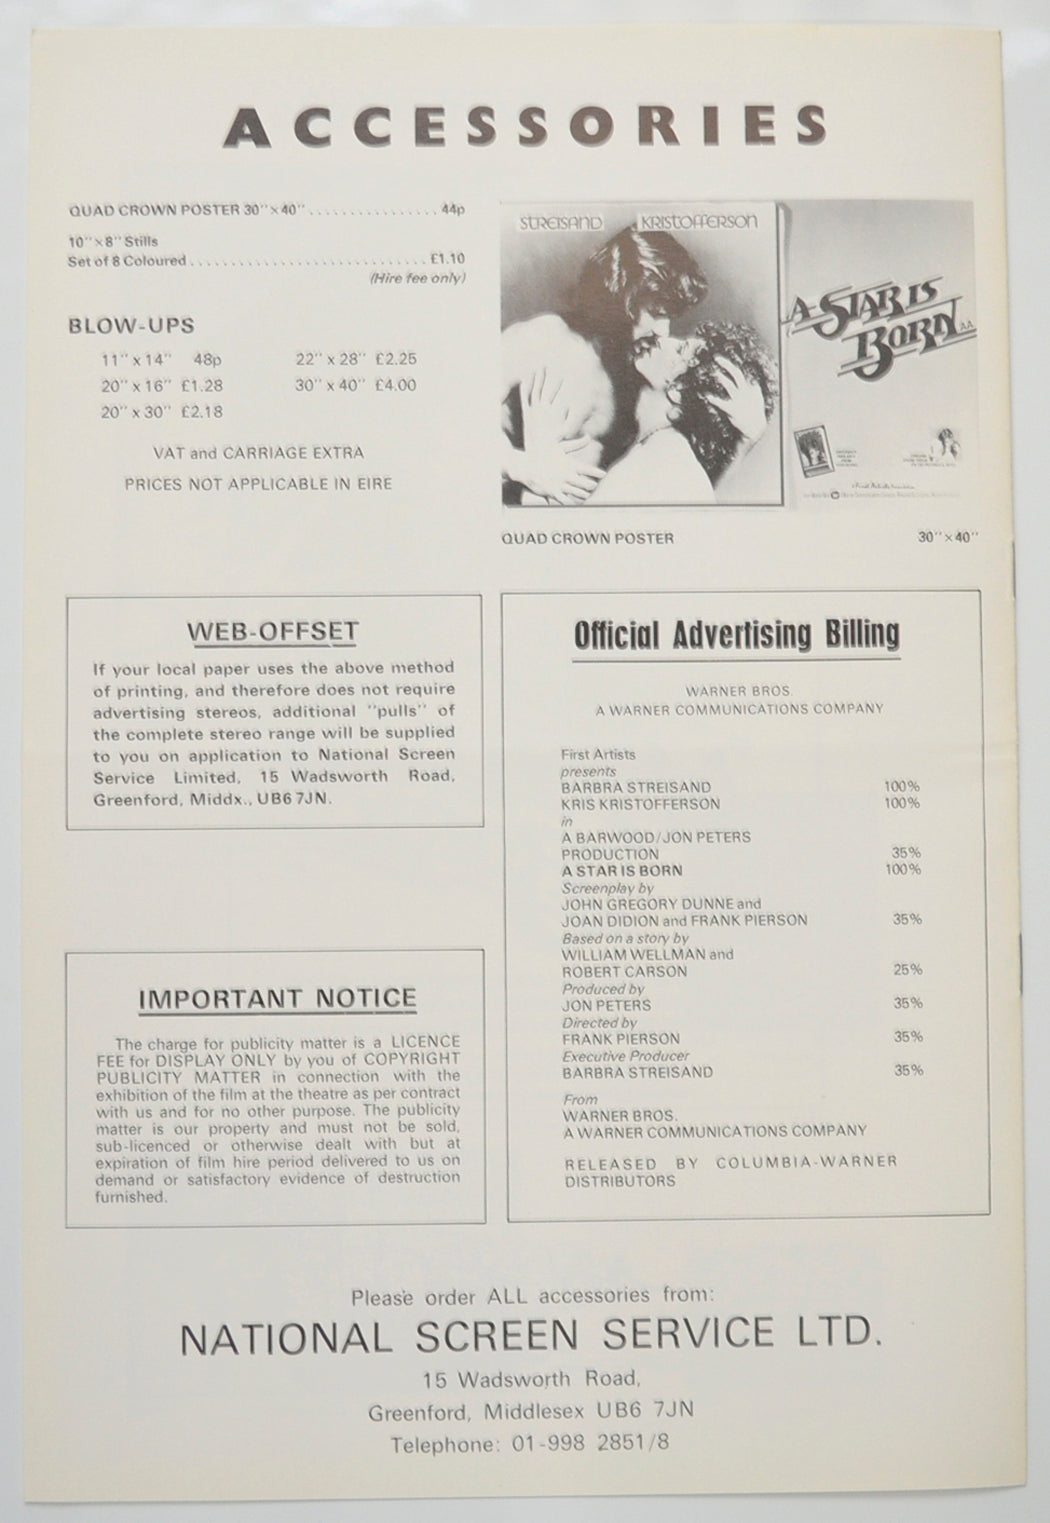 ACCESSORIES
QUAD CROWN POSTER 30"×40" ................ 44p
10"×8" Stills
Set of 8 Coloured ............................. £1.10
(Hire fee only)
BLOW-UPS
11" x 14" 48p
20" x 16" £1.28
20" x 30" £2.18
22" x 28" £2.25
30" x 40" £4.00
VAT and CARRIAGE EXTRA
PRICES NOT APPLICABLE IN EIRE
STREISAND KRISTOFFERSON
A STAR IS
BORN AA
QUAD CROWN POSTER 30"×40"
WEB-OFFSET
If your local paper uses the above method
of printing, and therefore does not require
advertising stereos, additional "pulls" of
the complete stereo range will be supplied
to you on application to National Screen
Service Limited, 15 Wadsworth Road,
Greenford, Middx., UB6 7JN.
IMPORTANT NOTICE
The charge for publicity matter is a LICENCE
FEE for DISPLAY ONLY by you of COPYRIGHT
PUBLICITY MATTER in connection with the
exhibition of the film at the theatre as per contract
with us and for no other purpose. The publicity
matter is our property and must not be sold,
sub-licenced or otherwise dealt with but at
expiration of film hire period delivered to us on
demand or satisfactory evidence of destruction
furnished.
Official Advertising Billing
WARNER BROS.
A WARNER COMMUNICATIONS COMPANY
First Artists
presents
BARBRA STREISAND 100%
KRIS KRISTOFFERSON 100%
in
A BARWOOD/JON PETERS
PRODUCTION 35%
A STAR IS BORN 100%
Screenplay by
JOHN GREGORY DUNNE and
JOAN DIDION and FRANK PIERSON 35%
Based on a story by
WILLIAM WELLMAN and
ROBERT CARSON 25%
Produced by
JON PETERS 35%
Directed by
FRANK PIERSON 35%
Executive Producer
BARBRA STREISAND 35%
From
WARNER BROS.
A WARNER COMMUNICATIONS COMPANY
RELEASED BY COLUMBIA-WARNER
DISTRIBUTORS
Please order ALL accessories from:
NATIONAL SCREEN SERVICE LTD.
15 Wadsworth Road,
Greenford, Middlesex UB6 7JN
Telephone: 01-998 2851/8